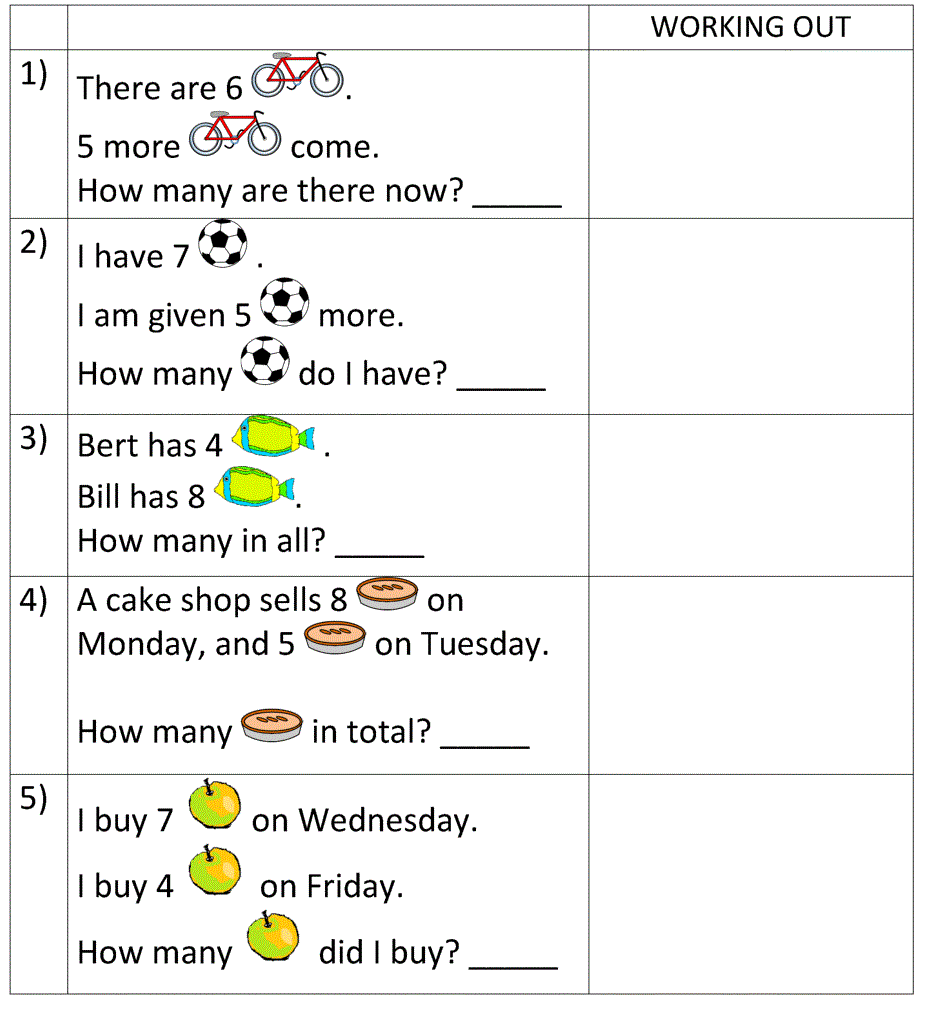 WORKING OUT
1)
There are 6 .
5 more come.
How many are there now? ______
2)
I have 7 .
I am given 5 more.
How many do I have? _____
3)
Bert has 4 .
Bill has 8 .
How many in all? _____
4)
A cake shop sells 8 on
Monday, and 5 on Tuesday.
How many in total? _____
5)
I buy 7 on Wednesday.
I buy 4 on Friday.
How many did I buy? _____